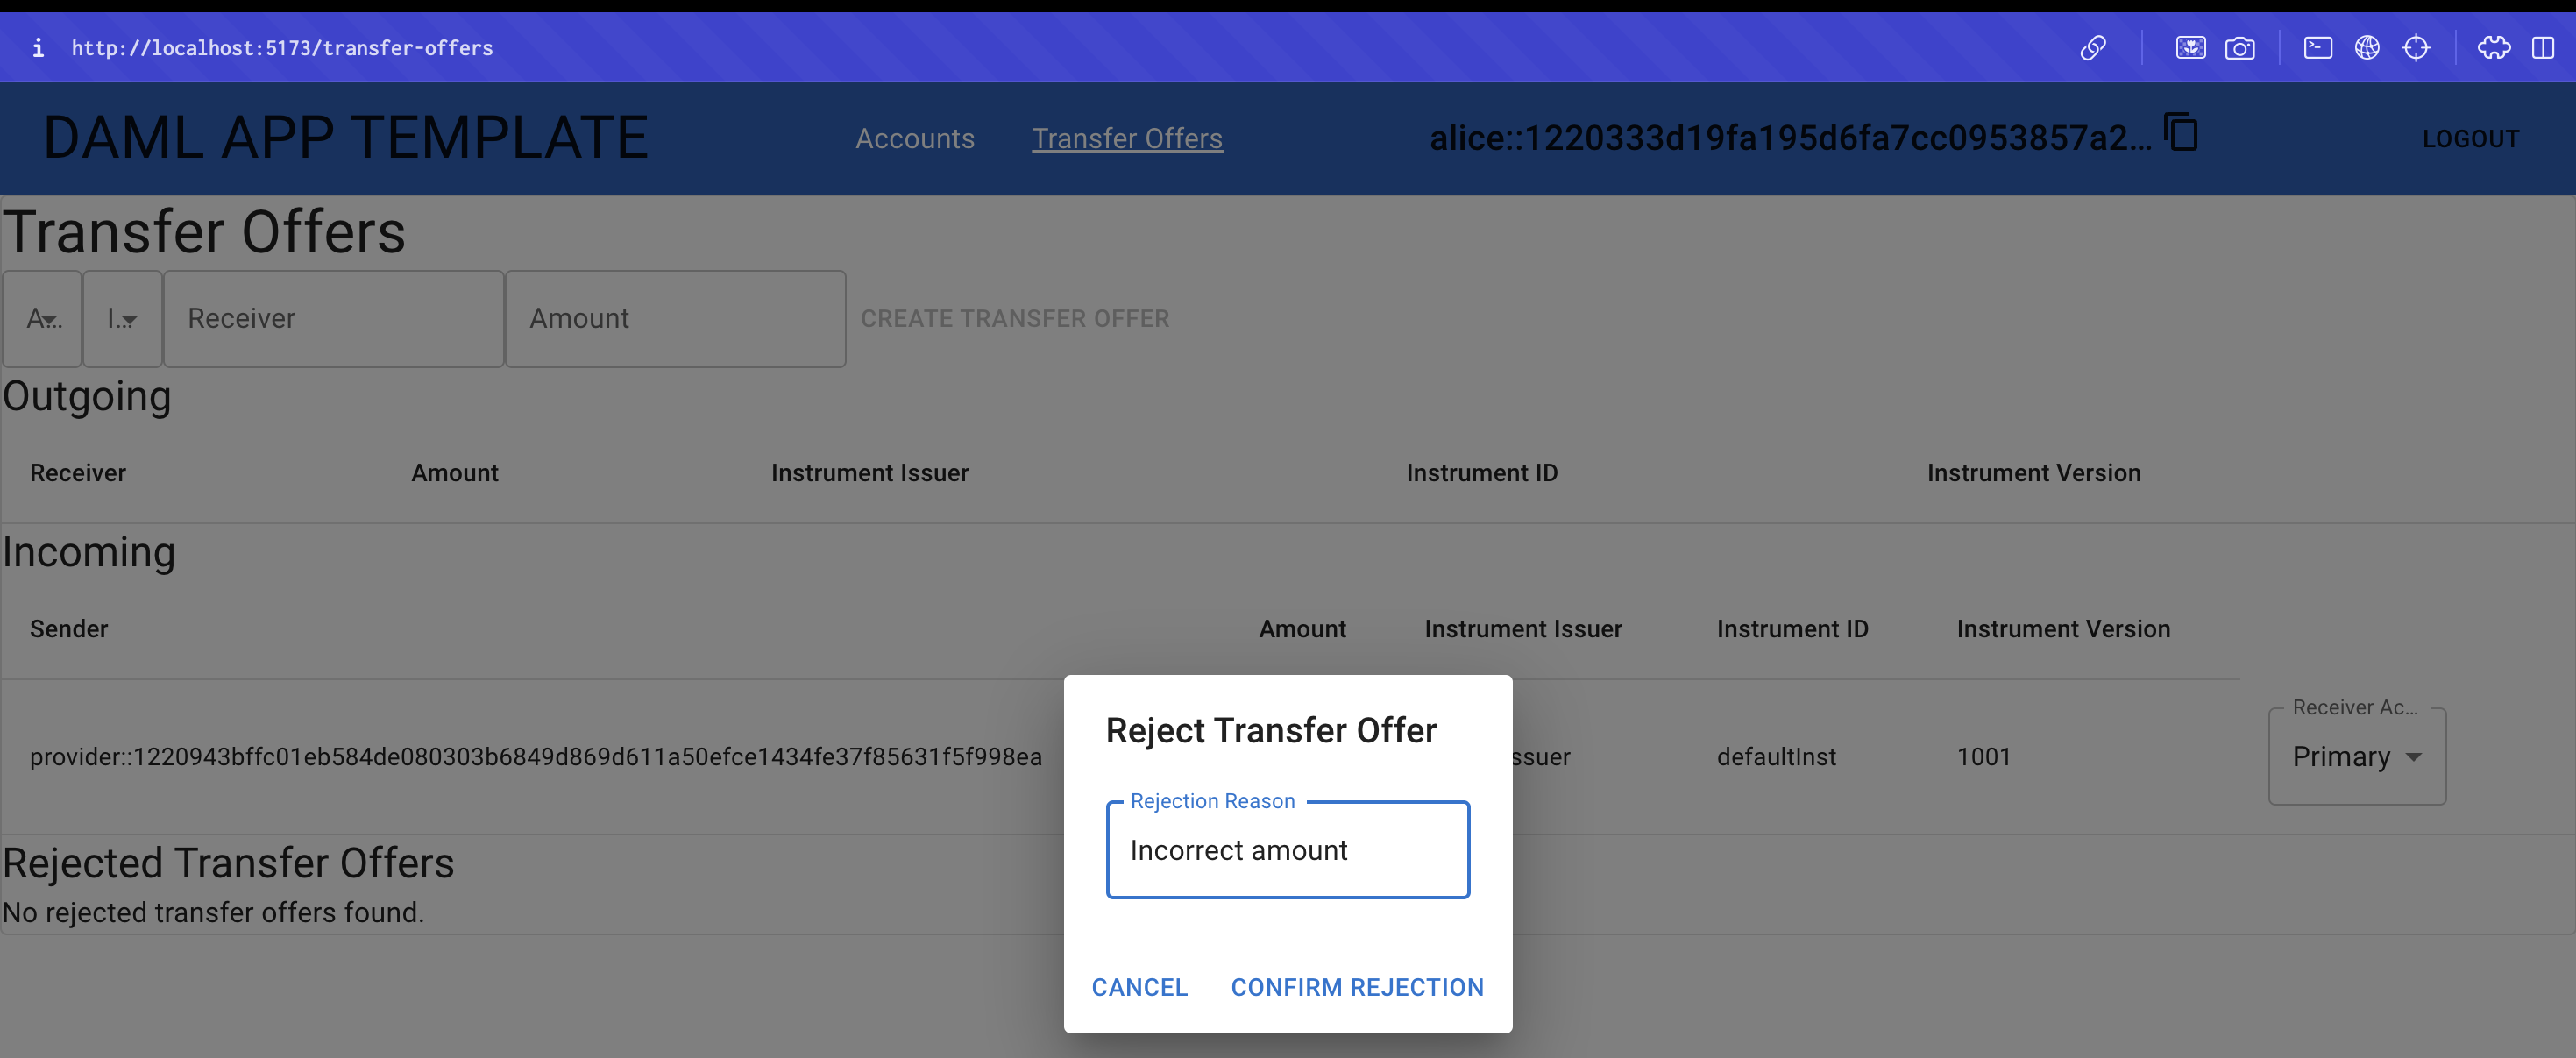 http://localhost:5173/transfer-offers
DAML APP TEMPLATE
Accounts
Transfer Offers
alice::1220333d19fa195d6fa7cc0953857a2...
LOGOUT
Transfer Offers
A...
I...
Receiver
Amount
CREATE TRANSFER OFFER
Outgoing
Receiver Amount Instrument Issuer Instrument ID Instrument Version
Incoming
Sender Amount Instrument Issuer Instrument ID Instrument Version
provider::1220943bffc01eb584de080303b6849d869d611a50efce1434fe37f85631f5f998ea ssuer defaultInst 1001
Receiver Ac...
Primary
Rejected Transfer Offers
No rejected transfer offers found.
Reject Transfer Offer
Rejection Reason
Incorrect amount
CANCEL CONFIRM REJECTION